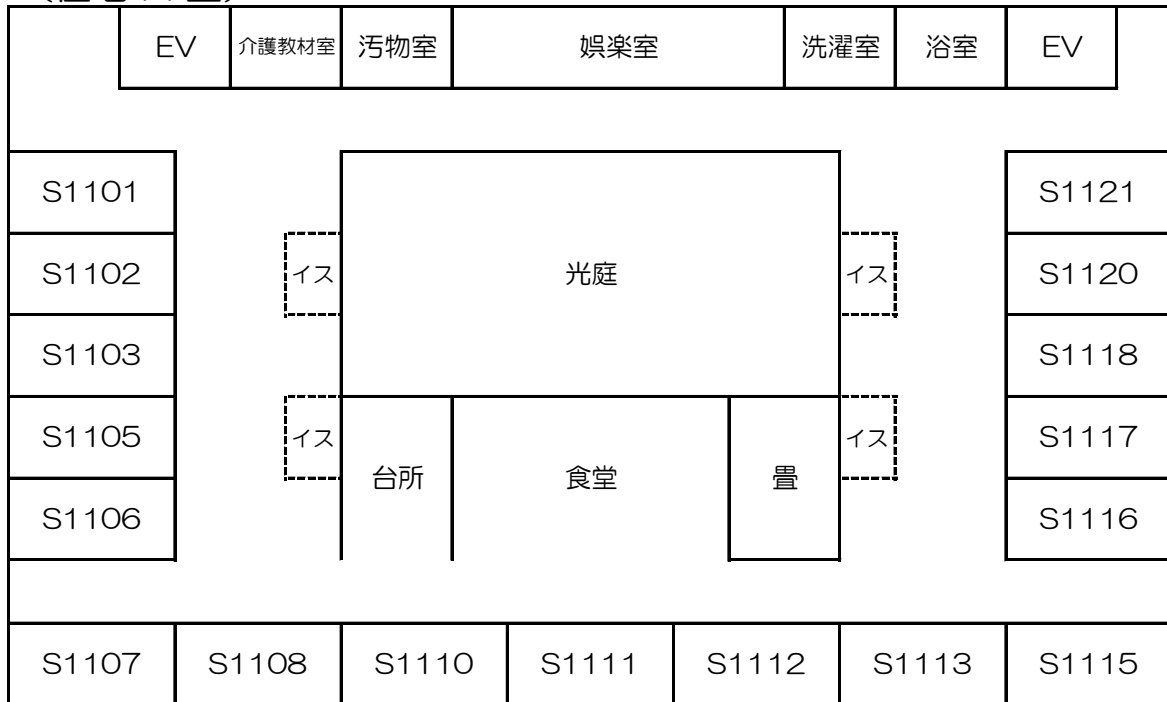 EV 介護教材室 汚物室 娯楽室 洗濯室 浴室 EV
S1101 S1121
S1102 イス 光庭 イス S1120
S1103 S1118
S1105 イス イス S1117
台所 食堂 畳
S1106 S1116
S1107 S1108 S1110 S1111 S1112 S1113 S1115